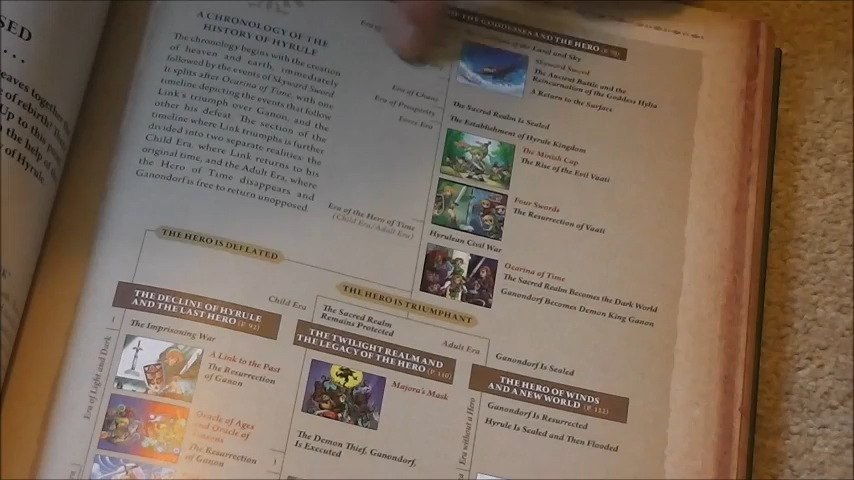 SED
eaves together
of rebirth?
Up to the
the help of
of Hyrule.
A CHRONOLOGY OF THE
HISTORY OF HYRULE
The chronology begins with the creation
of heaven and earth, immediately
followed by the events of Skyward Sword
It splits after Ocarina of Time, with one
timeline depicting the events that follow
Link's triumph over Ganon, and the
other his defeat. The section of the
timeline where Link triumphs is further
divided into two separate realities: the
Child Era, where Link returns to his
original time, and the Adult Era, where
the Hero of Time disappears and
Ganondorf is free to return unopposed.
OF THE GODDESSES AND THE HERO
of the Land and Sky
Skyward Sword
The Ancient Battle and the
Reincarnation of the Goddess Hylia
A Return to the Surface
Era of Chaos
Era of Prosperity
Force Era
The Sacred Realm Is Sealed
The Establishment of Hyrule Kingdom
The Minish Cap
The Rise of the Evil Vaati
Four Swords
The Resurrection of Vaati
Era of the Hero of Time
(Child Era/Adult Era)
Hyrulean Civil War
Ocarina of Time
The Sacred Realm Becomes the Dark World
Ganondorf Becomes Demon King Ganon
THE HERO IS DEFEATED
THE HERO IS TRIUMPHANT
THE DECLINE OF HYRULE
AND THE LAST HERO (P. 92)
Era of Light and Dark
The Imprisoning War
A Link to the Past
The Resurrection
of Ganon
Oracle of Ages
and Oracle of
Seasons
The Resurrection
of Ganon
Child Era
The Sacred Realm
Remains Protected
THE TWILIGHT REALM AND
THE LEGACY OF THE HERO (P. 110)
Majora's Mask
The Demon Thief, Ganondorf,
Is Executed
Adult Era
Ganondorf Is Sealed
THE HERO OF WINDS
AND A NEW WORLD (P. 122)
Era without a Hero
Ganondorf Is Resurrected
Hyrule Is Sealed and Then Flooded